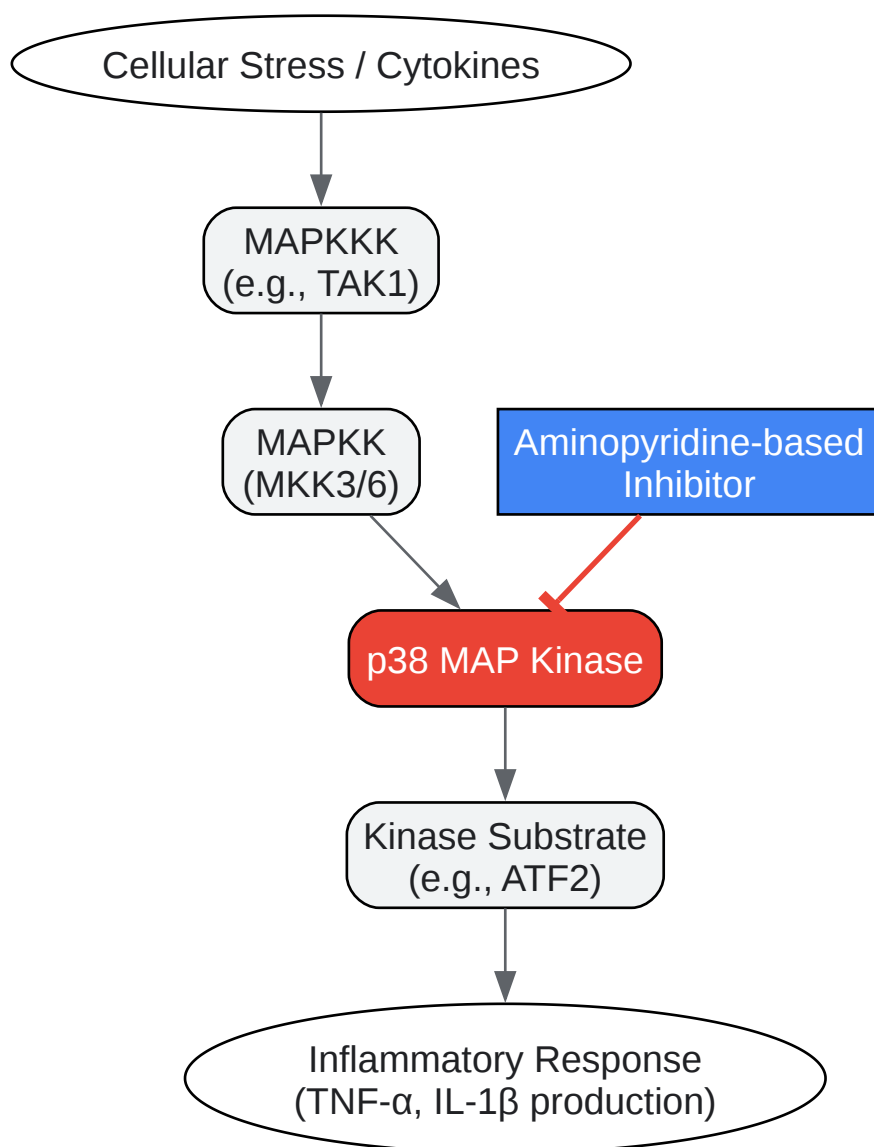 Cellular Stress / Cytokines
MAPKKK
(e.g., TAK1)
MAPKK
(MKK3/6)
Aminopyridine-based
Inhibitor
p38 MAP Kinase
Kinase Substrate
(e.g., ATF2)
Inflammatory Response
(TNF-α, IL-1β production)